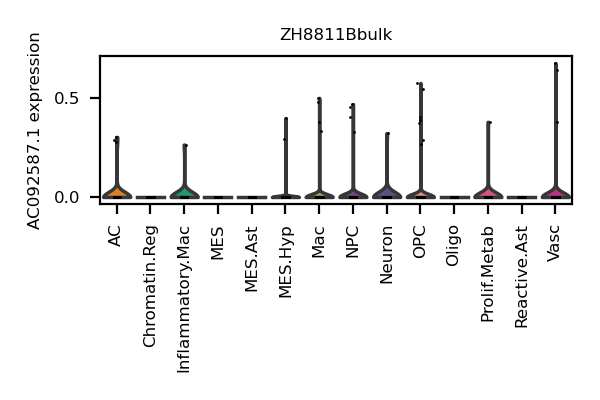 ZH8811Bbulk
AC092587.1 expression
0.5
0.0
AC
Chromatin.Reg
Inflammatory.Mac
MES
MES.Ast
MES.Hyp
Mac
NPC
Neuron
OPC
Oligo
Prolif.Metab
Reactive.Ast
Vasc